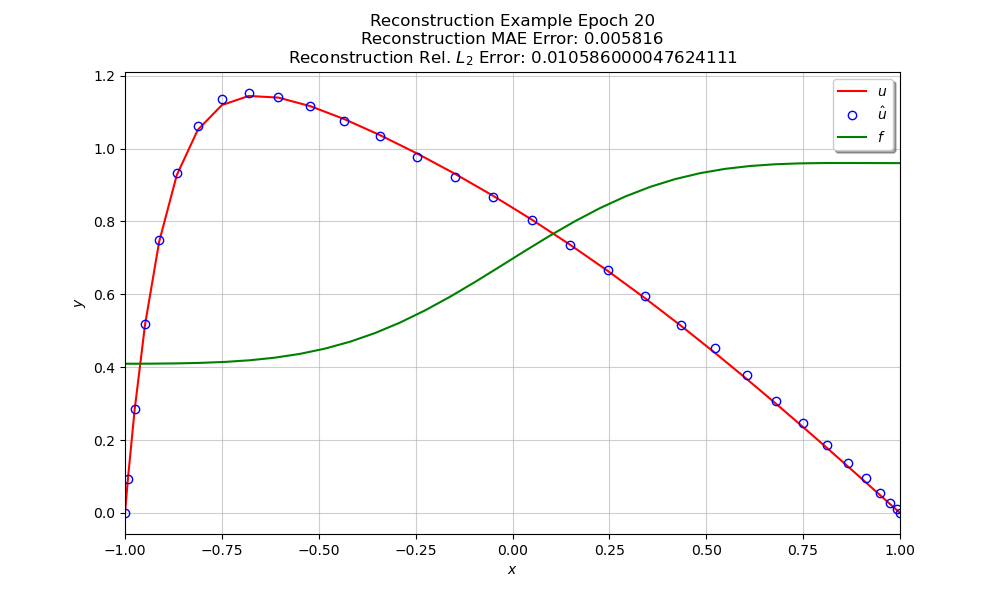 Reconstruction Example Epoch 20
Reconstruction MAE Error: 0.005816
Reconstruction Rel. L₂ Error: 0.010586000047624111
u
û
f
1.2
1.0
0.8
0.6
0.4
0.2
0.0
y
−1.00 −0.75 −0.50 −0.25 0.00 0.25 0.50 0.75 1.00
x